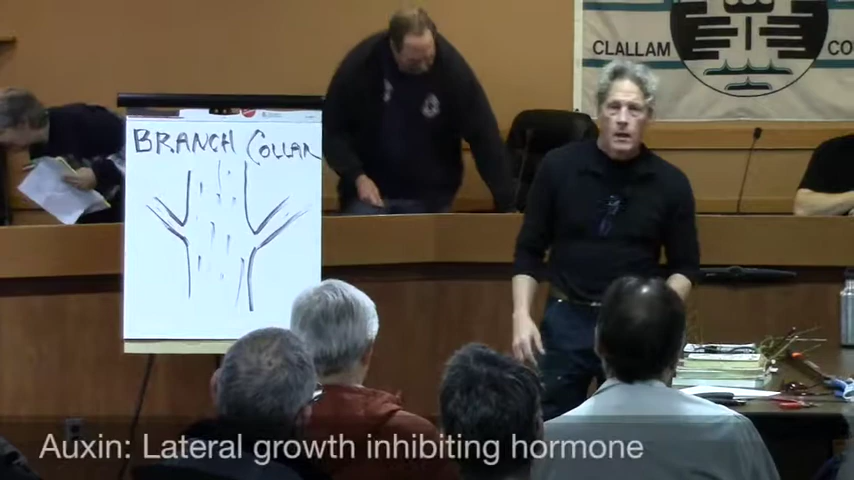 CLALLAM
CO
BRANCH COLLAR
Auxin: Lateral growth inhibiting hormone